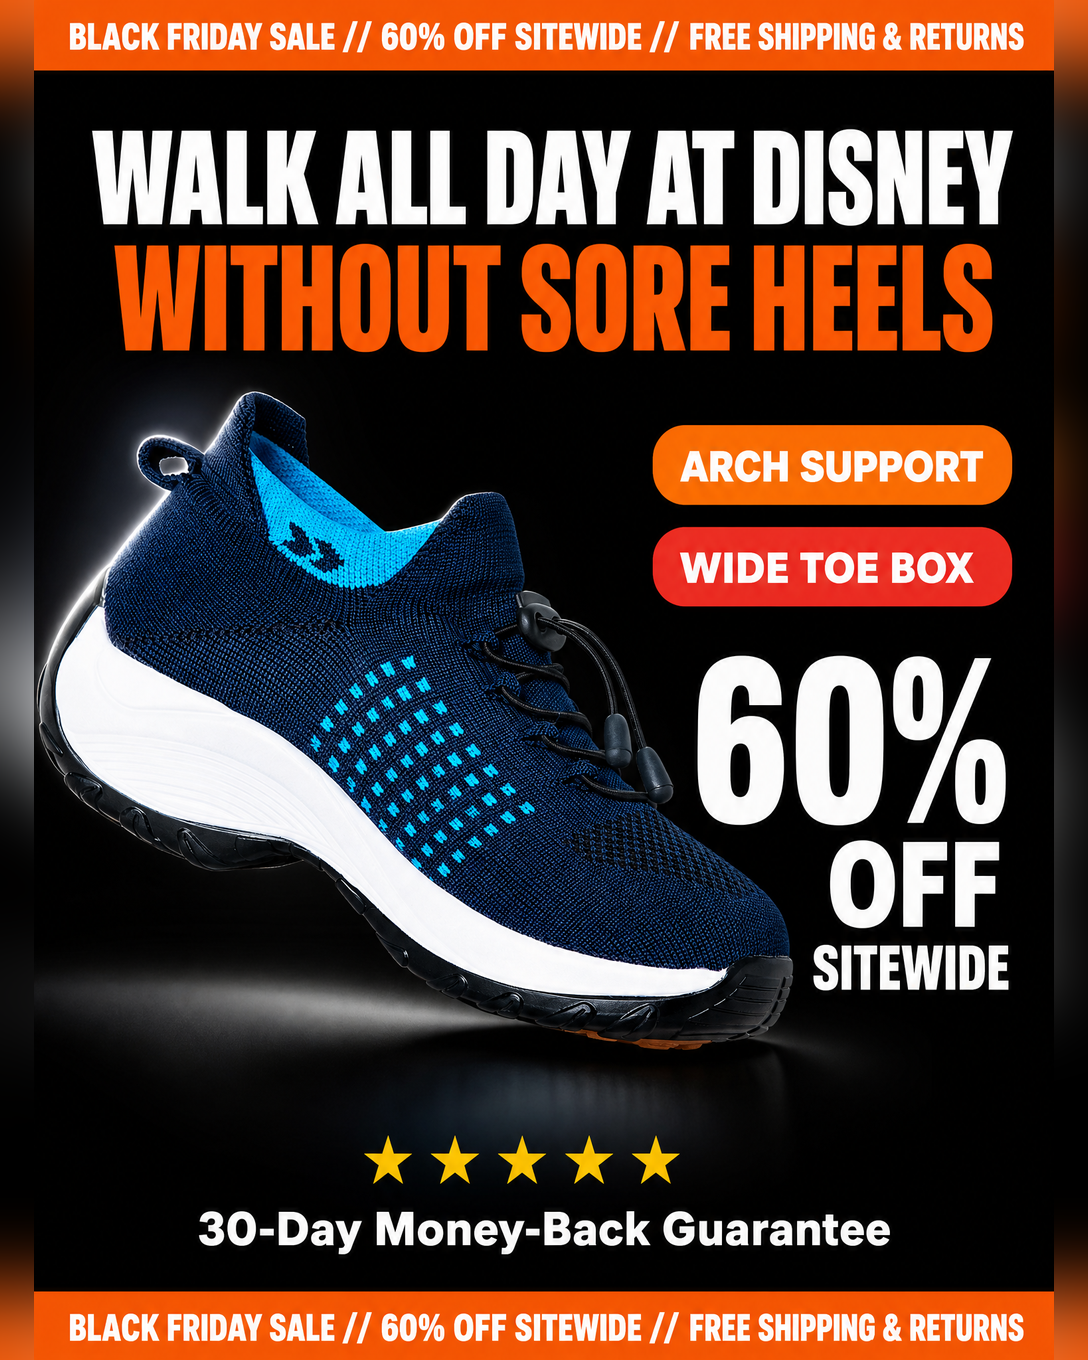 BLACK FRIDAY SALE // 60% OFF SITEWIDE // FREE SHIPPING & RETURNS
WALK ALL DAY AT DISNEY
WITHOUT SORE HEELS
ARCH SUPPORT
WIDE TOE BOX
60%
OFF
SITEWIDE
30-Day Money-Back Guarantee
BLACK FRIDAY SALE // 60% OFF SITEWIDE // FREE SHIPPING & RETURNS